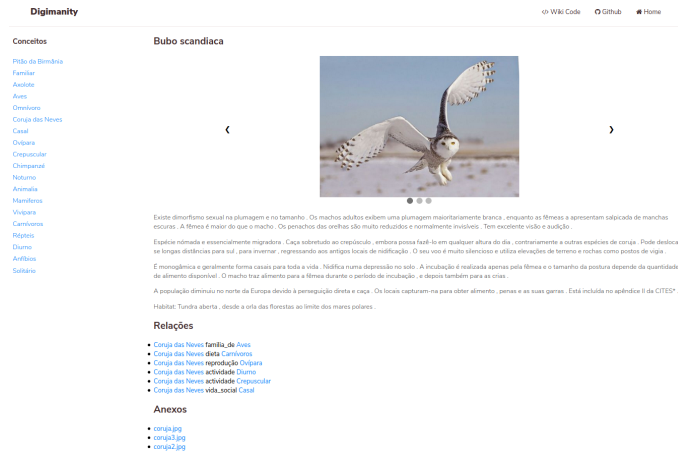 Digimanity
Wiki Code
Github
Home
Conceitos
Pitão da Birmânia
Familiar
Axolote
Aves
Omnívoro
Coruja das Neves
Casal
Ovípara
Crepuscular
Chimpanzé
Noturno
Animalia
Mamíferos
Vivípara
Carnívoros
Répteis
Diurno
Anfíbios
Solitário
Bubo scandiaca
Existe dimorfismo sexual na plumagem e no tamanho . Os machos adultos exibem uma plumagem maioritariamente branca , enquanto as fêmeas a apresentam salpicada de manchas
escuras . A fêmea é maior do que o macho . Os penachos das orelhas são muito reduzidos e normalmente invisíveis . Tem excelente visão e audição .
Espécie nómada e essencialmente migradora . Caça sobretudo ao crepúsculo , embora possa fazê-lo em qualquer altura do dia , contrariamente a outras espécies de coruja . Pode desloca
se longas distâncias para sul , para invernar , regressando aos antigos locais de nidificação . O seu voo é muito silencioso e utiliza elevações de terreno e rochas como postos de vigia .
É monogâmica e geralmente forma casais para toda a vida . Nidifica numa depressão no solo . A incubação é realizada apenas pela fêmea e o tamanho da postura depende da quantidade
de alimento disponível . O macho traz alimento para a fêmea durante o período de incubação , e depois também para as crias .
A população diminuiu no norte da Europa devido à perseguição direta e caça . Os locais capturam-na para obter alimento , penas e as suas garras . Está incluída no apêndice II da CITES* .
Habitat: Tundra aberta , desde a orla das florestas ao limite dos mares polares .
Relações
Coruja das Neves familia_de Aves
Coruja das Neves dieta Carnívoros
Coruja das Neves reprodução Ovípara
Coruja das Neves actividade Diurno
Coruja das Neves actividade Crepuscular
Coruja das Neves vida_social Casal
Anexos
coruja.jpg
coruja3.jpg
coruja2.jpg